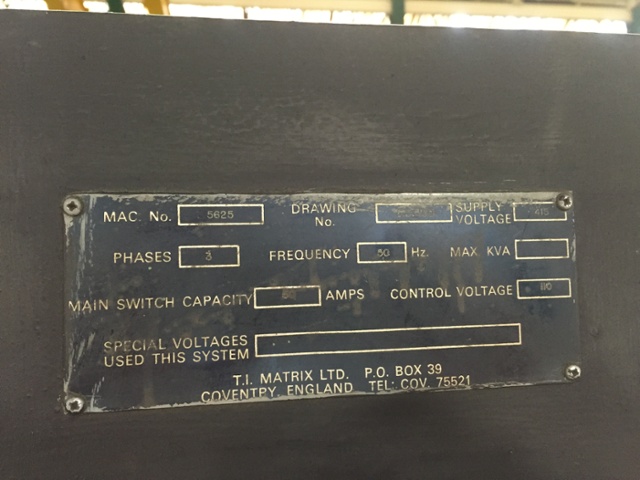 MAC. No. 5625 DRAWING No. SUPPLY VOLTAGE 415
PHASES 3 FREQUENCY 50 Hz. MAX. KVA
MAIN SWITCH CAPACITY AMPS CONTROL VOLTAGE 110
SPECIAL VOLTAGES
USED THIS SYSTEM
T.I. MATRIX LTD. P.O. BOX 39
COVENTRY, ENGLAND TEL: COV. 75521